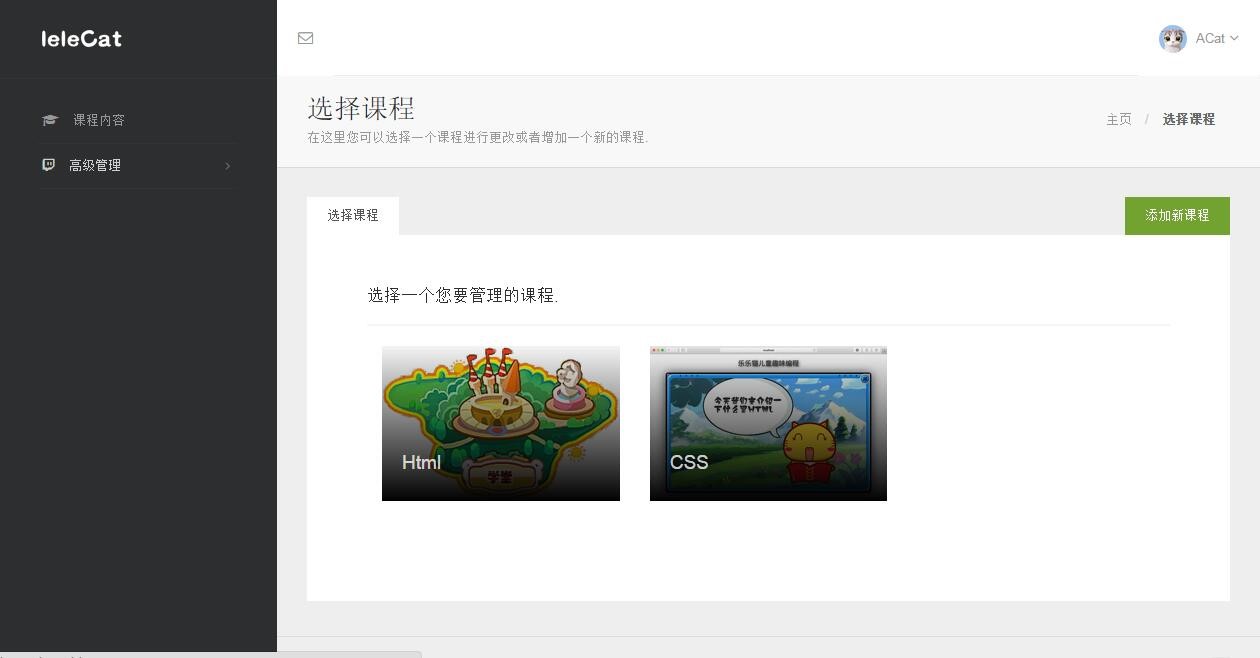 leleCat
ACat
课程内容
高级管理
选择课程
在这里您可以选择一个课程进行更改或者增加一个新的课程.
主页 / 选择课程
选择课程
添加新课程
选择一个您要管理的课程.
学堂
Html
乐乐猫儿童趣味编程
今天我们来介绍一
下什么是HTML
CSS